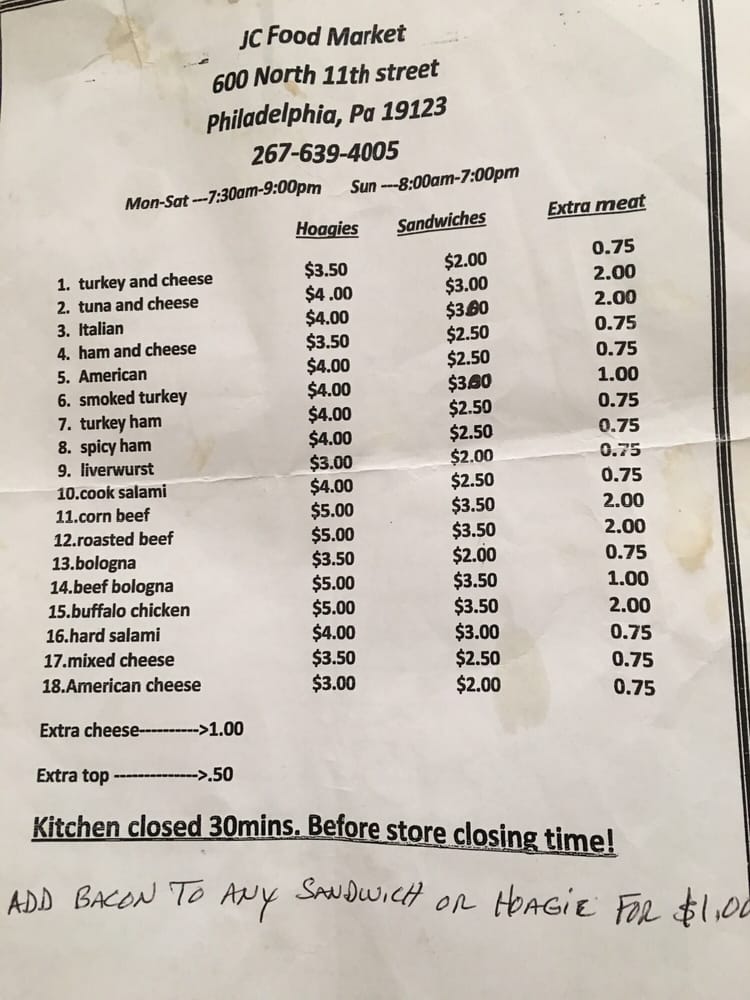 JC Food Market
600 North 11th street
Philadelphia, Pa 19123
267-639-4005
Mon-Sat ---7:30am-9:00pm Sun ---8:00am-7:00pm
Hoagies Sandwiches Extra meat
1. turkey and cheese $3.50 $2.00 0.75
2. tuna and cheese $4.00 $3.00 2.00
3. Italian $4.00 2.00
4. ham and cheese $3.50 $2.50 0.75
5. American $4.00 $2.50 0.75
6. smoked turkey $4.00 1.00
7. turkey ham $4.00 $2.50 0.75
8. spicy ham $4.00 $2.50 0.75
9. liverwurst $3.00 $2.00 0.75
10.cook salami $4.00 $2.50 0.75
11.corn beef $5.00 $3.50 2.00
12.roasted beef $5.00 $3.50 2.00
13.bologna $3.50 $2.00 0.75
14.beef bologna $5.00 $3.50 1.00
15.buffalo chicken $5.00 $3.50 2.00
16.hard salami $4.00 $3.00 0.75
17.mixed cheese $3.50 $2.50 0.75
18.American cheese $3.00 $2.00 0.75
Extra cheese---------->1.00
Extra top -------------->.50
Kitchen closed 30mins. Before store closing time!
ADD BACON TO ANY SANDWICH OR HOAGIE FOR $1.00